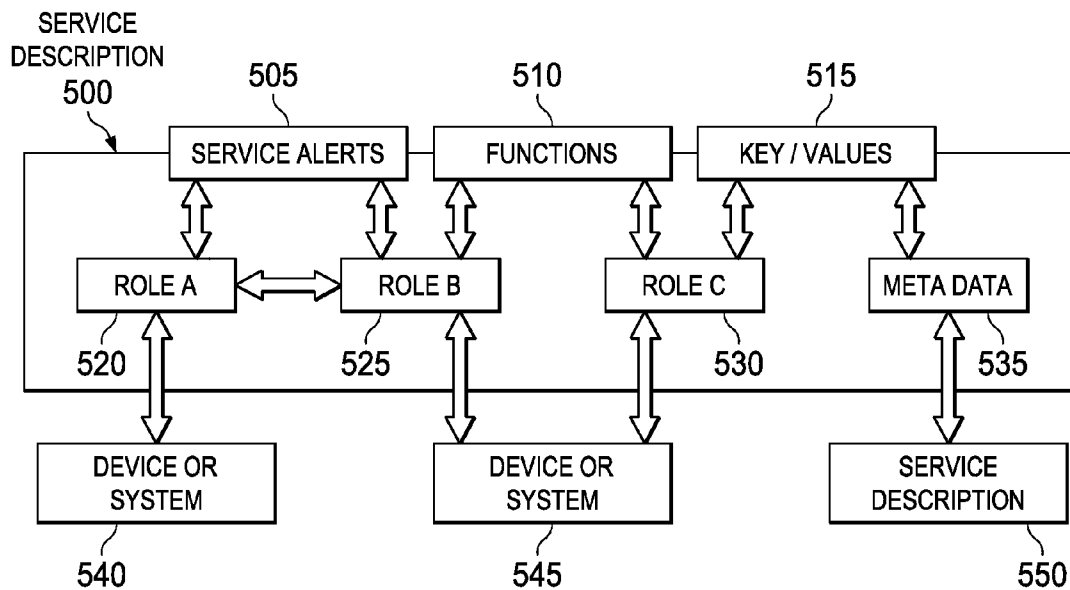 SERVICE
DESCRIPTION
500
505
510
515
SERVICE ALERTS
FUNCTIONS
KEY / VALUES
ROLE A
ROLE B
ROLE C
META DATA
520
525
530
535
DEVICE OR
SYSTEM
DEVICE OR
SYSTEM
SERVICE
DESCRIPTION
540
545
550